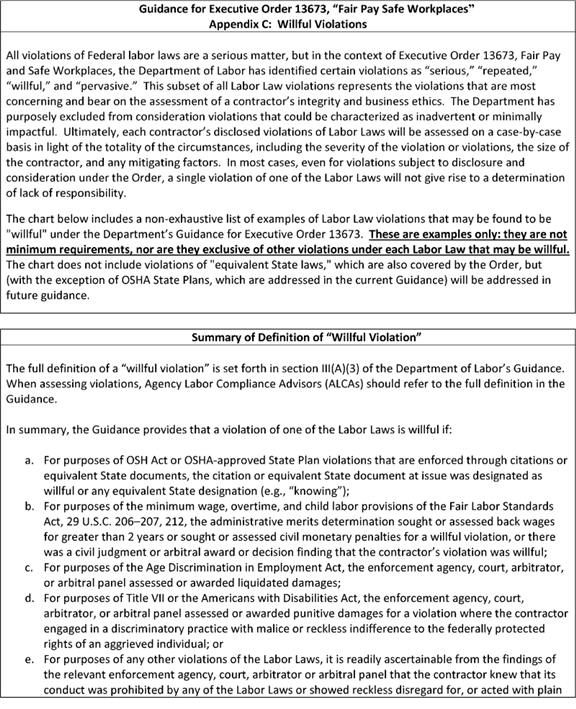 Guidance for Executive Order 13673, "Fair Pay Safe Workplaces"
Appendix C:  Willful Violations
All violations of Federal labor laws are a serious matter, but in the context of Executive Order 13673, Fair Pay
and Safe Workplaces, the Department of Labor has identified certain violations as "serious," "repeated,"
"willful," and "pervasive."  This subset of all Labor Law violations represents the violations that are most
concerning and bear on the assessment of a contractor's integrity and business ethics.  The Department has
purposely excluded from consideration violations that could be characterized as inadvertent or minimally
impactful.  Ultimately, each contractor's disclosed violations of Labor Laws will be assessed on a case-by-case
basis in light of the totality of the circumstances, including the severity of the violation or violations, the size of
the contractor, and any mitigating factors.  In most cases, even for violations subject to disclosure and
consideration under the Order, a single violation of one of the Labor Laws will not give rise to a determination
of lack of responsibility.
The chart below includes a non-exhaustive list of examples of Labor Law violations that may be found to be
"willful" under the Department's Guidance for Executive Order 13673.  These are examples only: they are not
minimum requirements, nor are they exclusive of other violations under each Labor Law that may be willful.
The chart does not include violations of "equivalent State laws," which are also covered by the Order, but
(with the exception of OSHA State Plans, which are addressed in the current Guidance) will be addressed in
future guidance.
Summary of Definition of "Willful Violation"
The full definition of a "willful violation" is set forth in section III(A)(3) of the Department of Labor's Guidance.
When assessing violations, Agency Labor Compliance Advisors (ALCAs) should refer to the full definition in the
Guidance.
In summary, the Guidance provides that a violation of one of the Labor Laws is willful if:
a. For purposes of OSH Act or OSHA-approved State Plan violations that are enforced through citations or
equivalent State documents, the citation or equivalent State document at issue was designated as
willful or any equivalent State designation (e.g., "knowing");
b. For purposes of the minimum wage, overtime, and child labor provisions of the Fair Labor Standards
Act, 29 U.S.C. 206–207, 212, the administrative merits determination sought or assessed back wages
for greater than 2 years or sought or assessed civil monetary penalties for a willful violation, or there
was a civil judgment or arbitral award or decision finding that the contractor's violation was willful;
c. For purposes of the Age Discrimination in Employment Act, the enforcement agency, court, arbitrator,
or arbitral panel assessed or awarded liquidated damages;
d. For purposes of Title VII or the Americans with Disabilities Act, the enforcement agency, court,
arbitrator, or arbitral panel assessed or awarded punitive damages for a violation where the contractor
engaged in a discriminatory practice with malice or reckless indifference to the federally protected
rights of an aggrieved individual; or
e. For purposes of any other violations of the Labor Laws, it is readily ascertainable from the findings of
the relevant enforcement agency, court, arbitrator or arbitral panel that the contractor knew that its
conduct was prohibited by any of the Labor Laws or showed reckless disregard for, or acted with plain